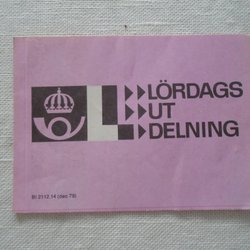 L LÖRDAGS
UT
DELNING
Bl 2112.14 (dec 79)